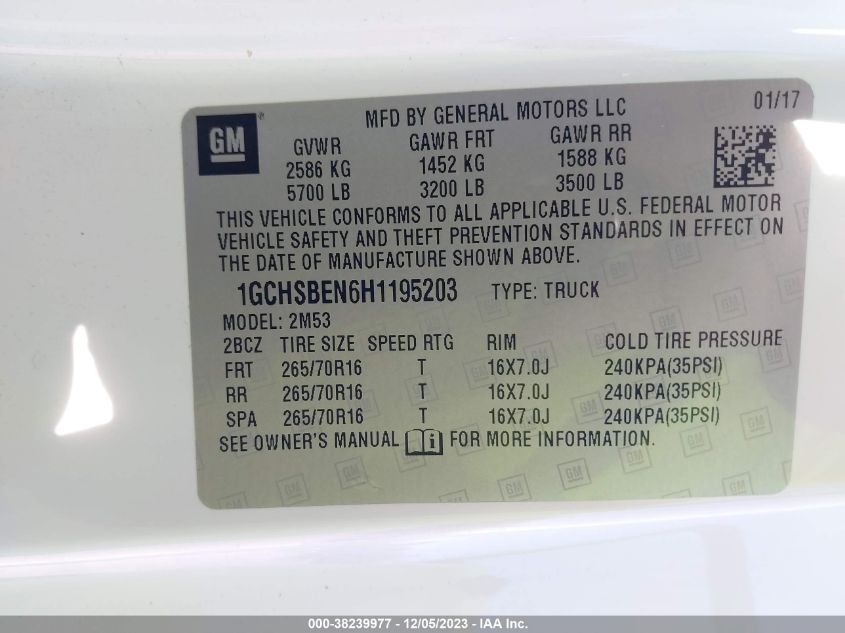 GM ®
MFD BY GENERAL MOTORS LLC 01/17
GVWR GAWR FRT GAWR RR
2586 KG 1452 KG 1588 KG
5700 LB 3200 LB 3500 LB
THIS VEHICLE CONFORMS TO ALL APPLICABLE U.S. FEDERAL MOTOR
VEHICLE SAFETY AND THEFT PREVENTION STANDARDS IN EFFECT ON
THE DATE OF MANUFACTURE SHOWN ABOVE.
1GCHSBEN6H1195203 TYPE: TRUCK
MODEL: 2M53
2BCZ TIRE SIZE SPEED RTG RIM COLD TIRE PRESSURE
FRT 265/70R16 T 16X7.0J 240KPA(35PSI)
RR 265/70R16 T 16X7.0J 240KPA(35PSI)
SPA 265/70R16 T 16X7.0J 240KPA(35PSI)
SEE OWNER'S MANUAL i FOR MORE INFORMATION.
000-38239977 - 12/05/2023 - IAA Inc.